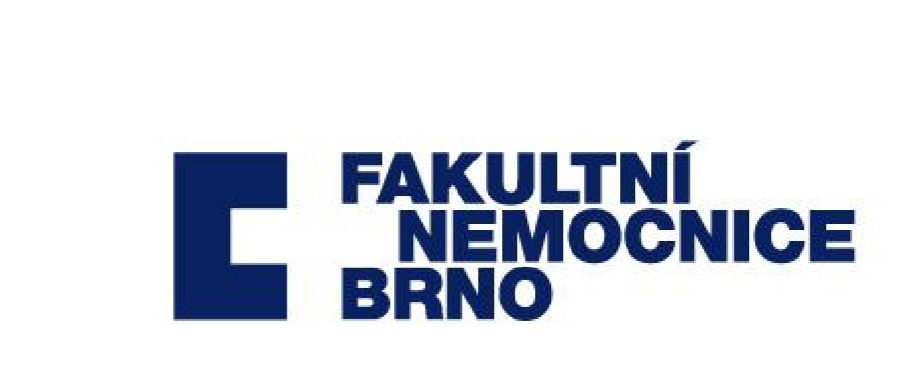 FAKULTNÍ
NEMOCNICE
BRNO